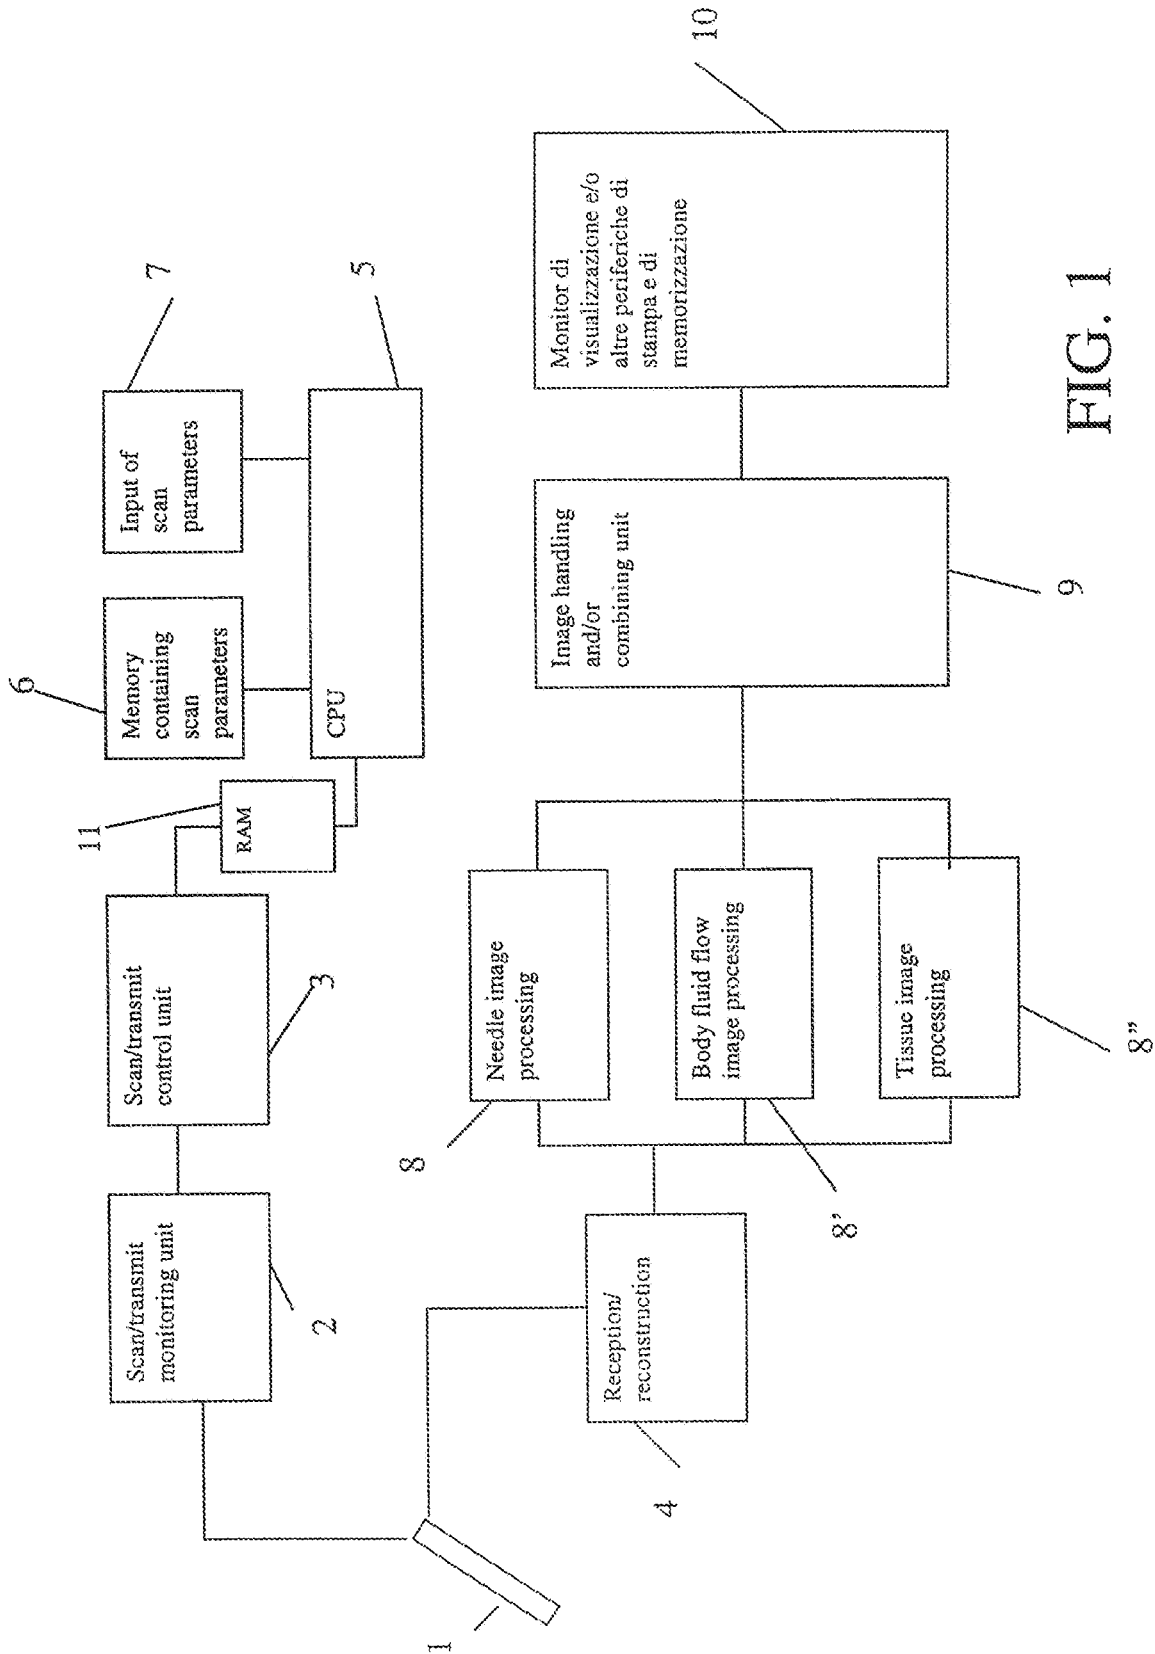 1
Scan/transmit
monitoring unit
2
Scan/transmit
control unit
3
11
RAM
6
Memory
containing
scan
parameters
7
Input of
scan
parameters
CPU
5
Reception/
reconstruction
4
Needle image
processing
8
Body fluid flow
image processing
8’
Tissue image
processing
8”
Image handling
and/or
combining unit
9
Monitor di
visualizzazione e/o
altre periferiche di
stampa e di
memorizzazione
10
FIG. 1